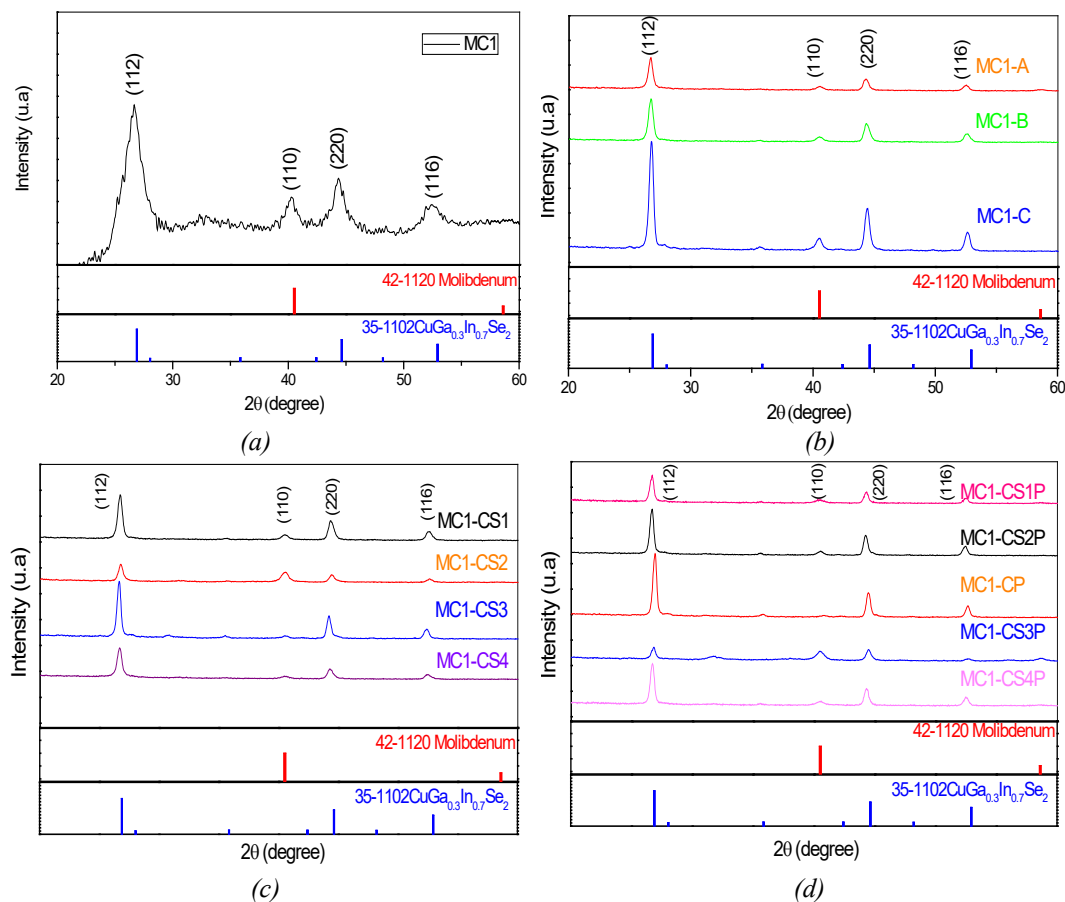 Intensity (u.a)
MC1
(112)
(110)
(220)
(116)
42-1120 Molibdenum
35-1102CuGa0.3In0.7Se2
20 30 40 50 60
2θ (degree)
(a)
Intensity (u.a)
(112)
(110)
(220)
(116)
MC1-A
MC1-B
MC1-C
42-1120 Molibdenum
35-1102CuGa0.3In0.7Se2
20 30 40 50 60
2θ (degree)
(b)
Intensity (u.a)
(112)
(110)
(220)
(116)
MC1-CS1
MC1-CS2
MC1-CS3
MC1-CS4
42-1120 Molibdenum
35-1102CuGa0.3In0.7Se2
2θ (degree)
(c)
Intensity (u.a)
(112)
(110)
(220)
(116)
MC1-CS1P
MC1-CS2P
MC1-CP
MC1-CS3P
MC1-CS4P
42-1120 Molibdenum
35-1102CuGa0.3In0.7Se2
2θ (degree)
(d)